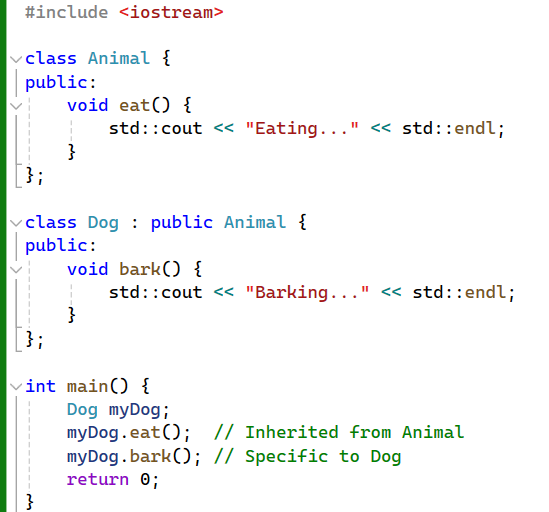 #include <iostream>
class Animal {
public:
    void eat() {
        std::cout << "Eating..." << std::endl;
    }
};
class Dog : public Animal {
public:
    void bark() {
        std::cout << "Barking..." << std::endl;
    }
};
int main() {
    Dog myDog;
    myDog.eat();  // Inherited from Animal
    myDog.bark(); // Specific to Dog
    return 0;
}